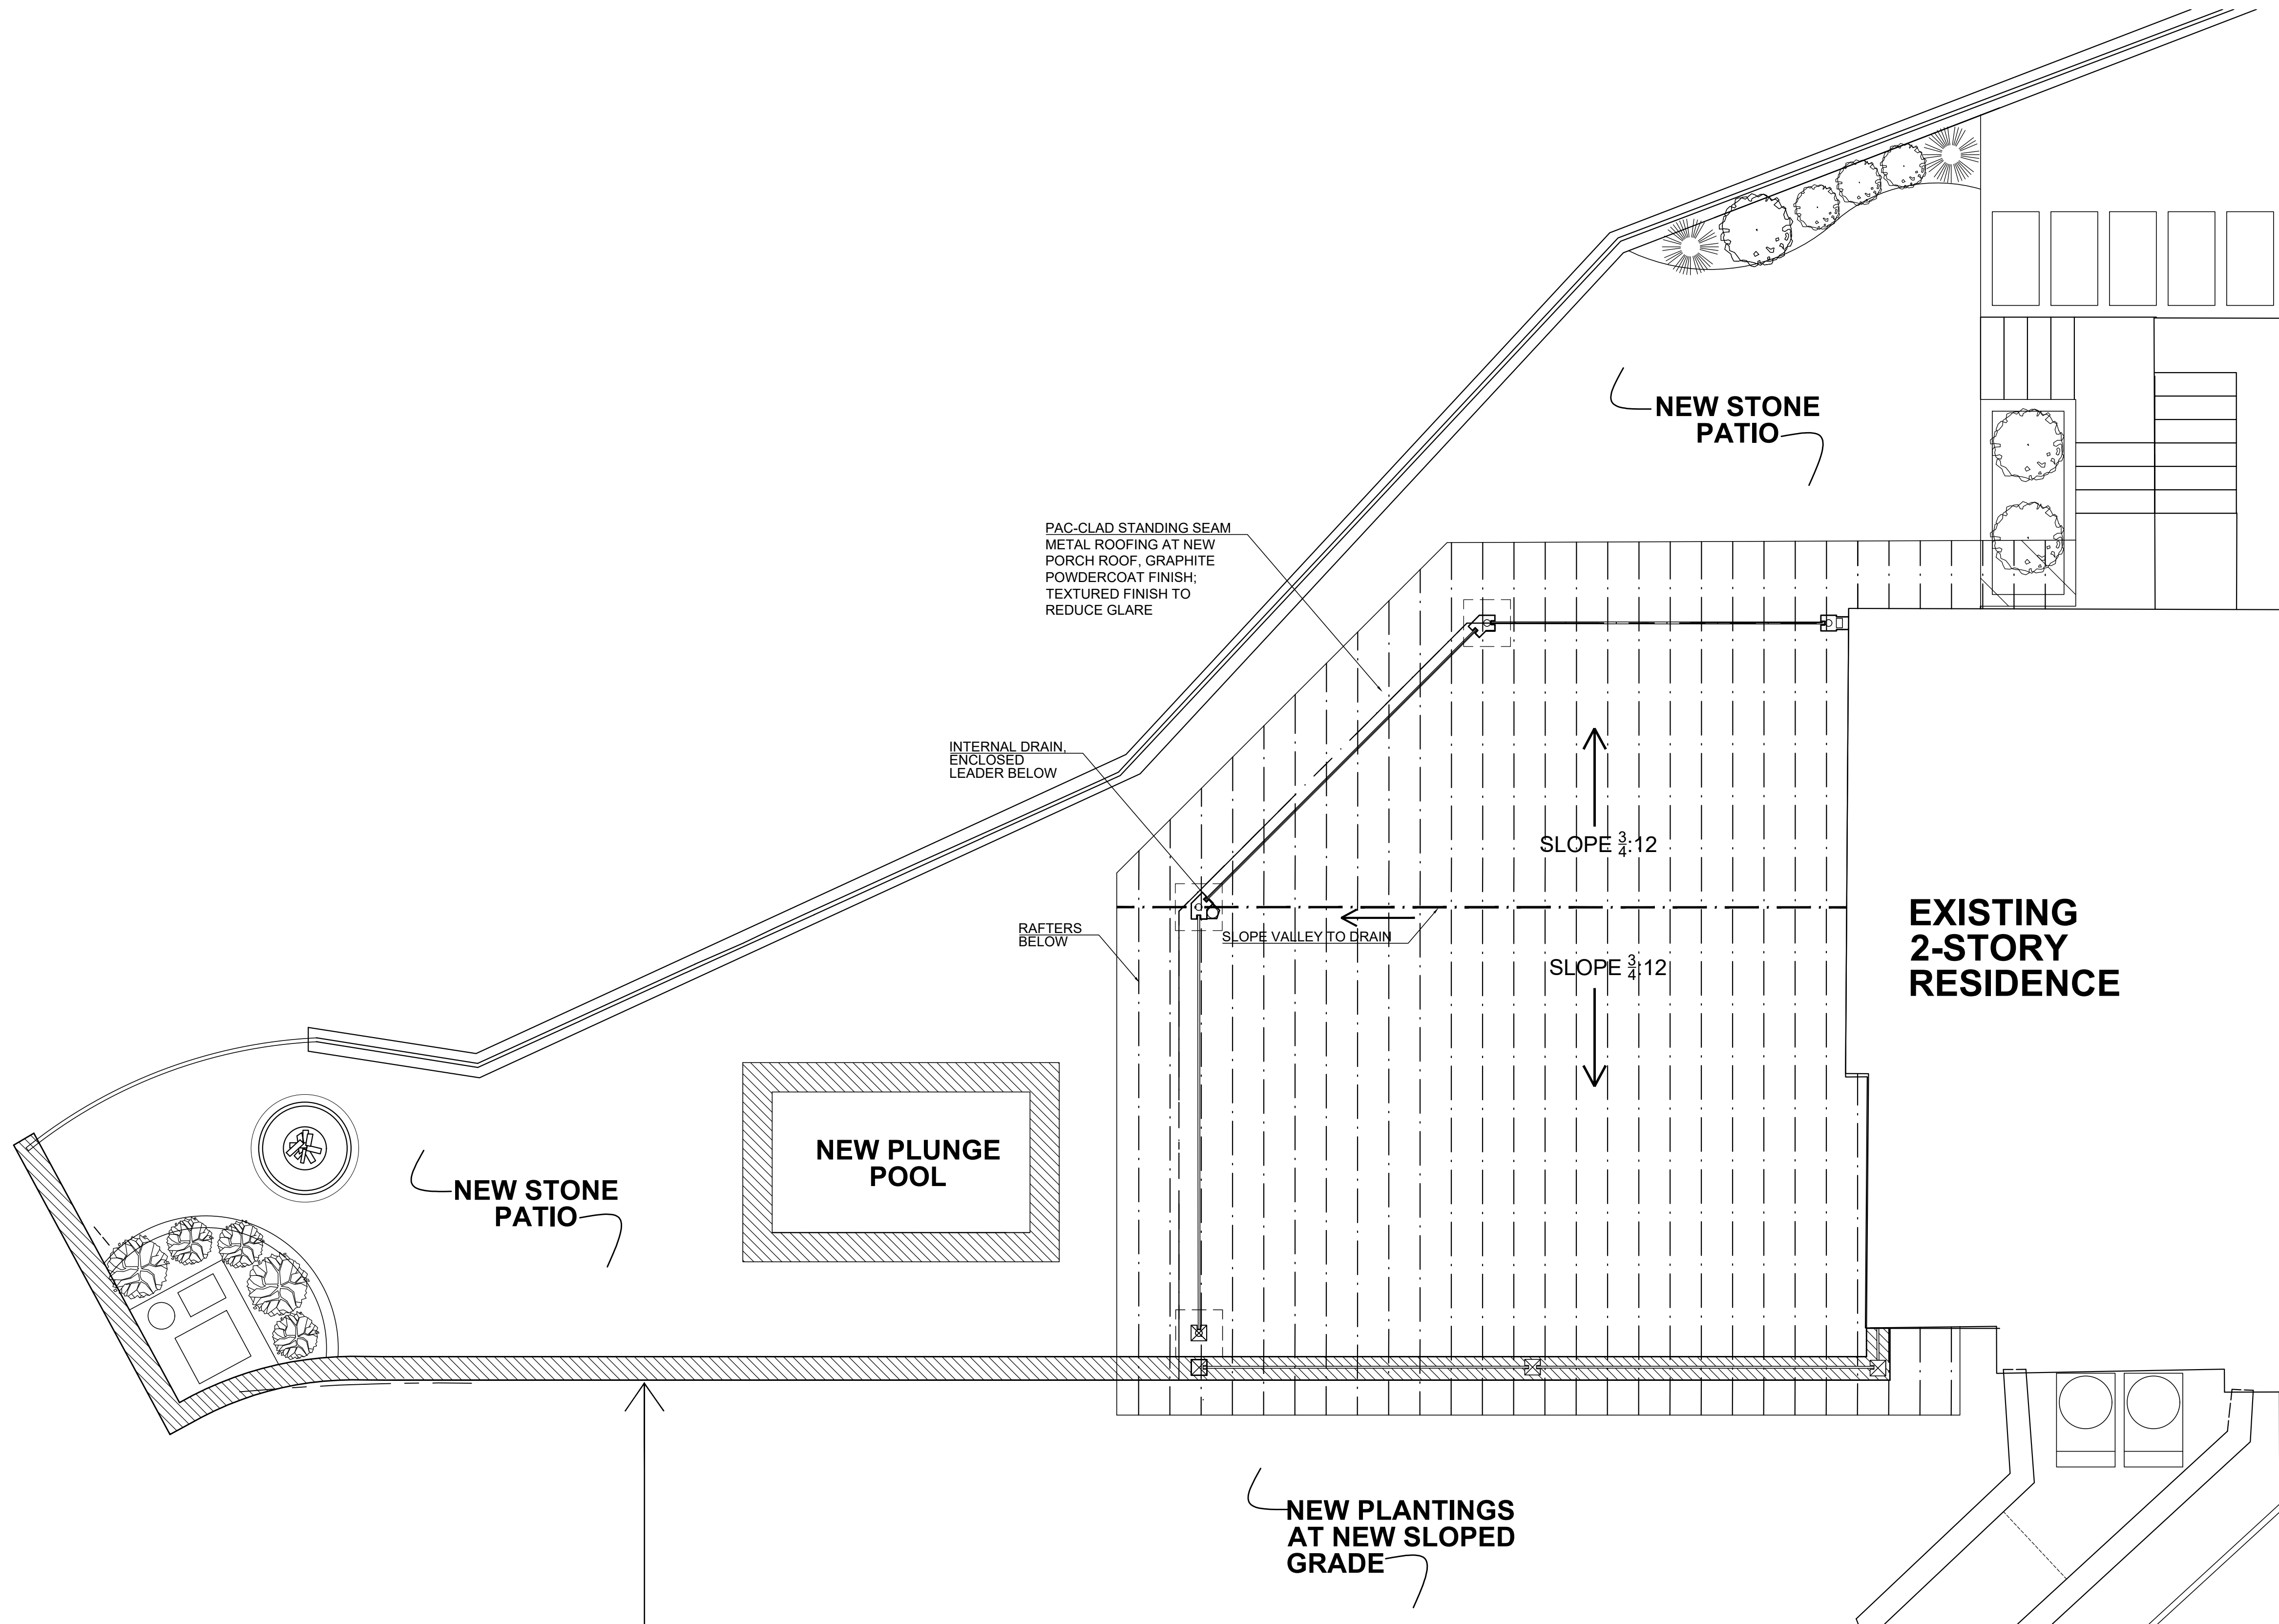 NEW STONE
PATIO
PAC-CLAD STANDING SEAM
METAL ROOFING AT NEW
PORCH ROOF, GRAPHITE
POWDERCOAT FINISH;
TEXTURED FINISH TO
REDUCE GLARE
INTERNAL DRAIN,
ENCLOSED
LEADER BELOW
SLOPE 3/4:12
RAFTERS
BELOW
SLOPE VALLEY TO DRAIN
SLOPE 3/4:12
EXISTING
2-STORY
RESIDENCE
NEW PLUNGE
POOL
NEW STONE
PATIO
NEW PLANTINGS
AT NEW SLOPED
GRADE